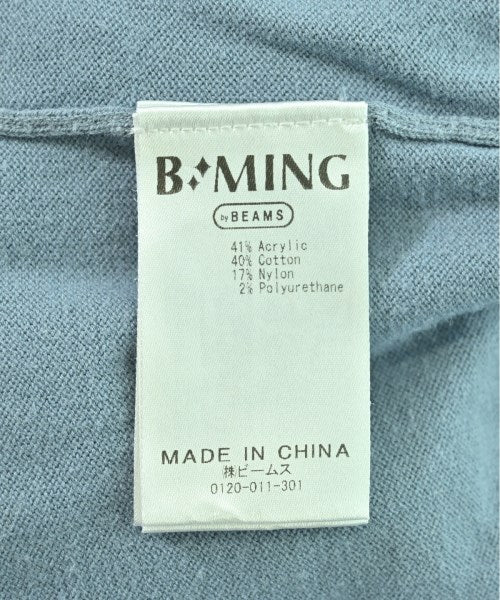 B MING
by BEAMS
41% Acrylic
40% Cotton
17% Nylon
2% Polyurethane
MADE IN CHINA
㈱ビームス
0120-011-301